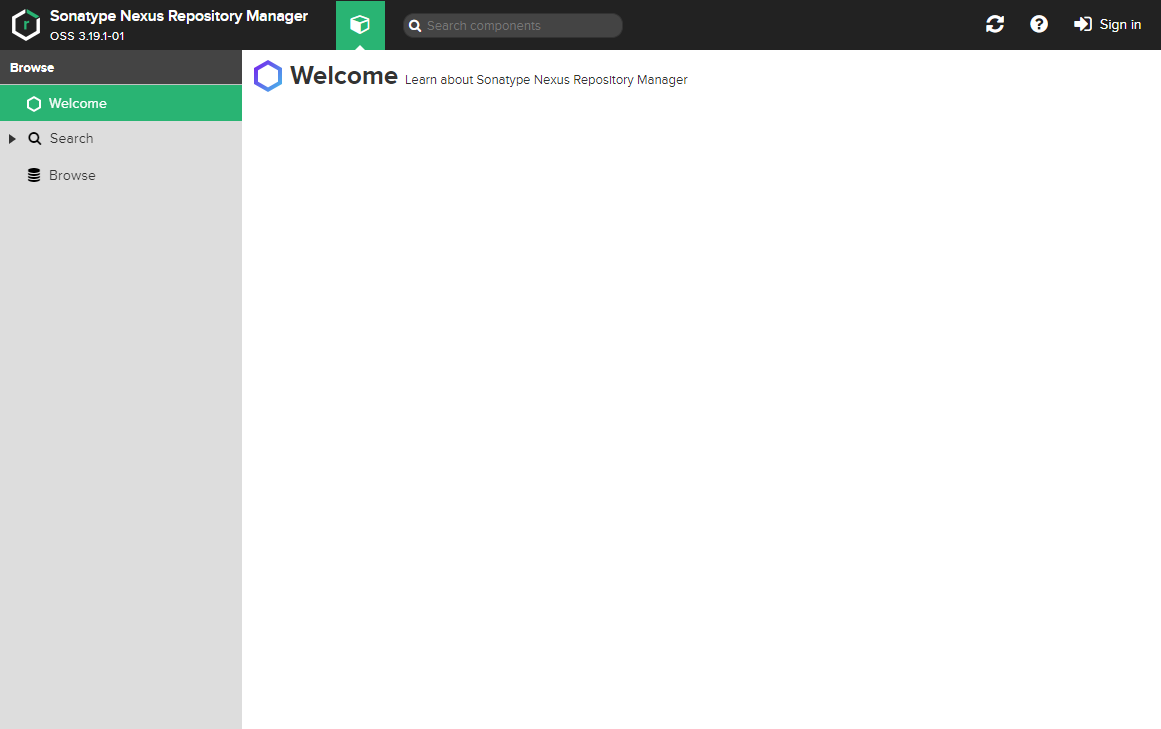 Sonatype Nexus Repository Manager
OSS 3.19.1-01
r
Search components
Sign in
Browse
Welcome
Search
Browse
Welcome Learn about Sonatype Nexus Repository Manager